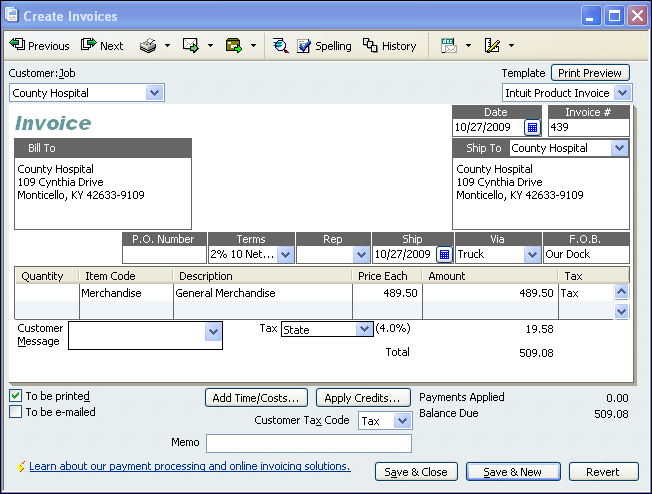 Create Invoices
Previous Next Spelling History
Customer:Job Template Print Preview
County Hospital Intuit Product Invoice
Invoice
Date Invoice #
10/27/2009 439
Bill To Ship To County Hospital
County Hospital County Hospital
109 Cynthia Drive 109 Cynthia Drive
Monticello, KY 42633-9109 Monticello, KY 42633-9109
P.O. Number Terms Rep Ship Via F.O.B.
2% 10 Net... 10/27/2009 Truck Our Dock
Quantity Item Code Description Price Each Amount Tax
Merchandise General Merchandise 489.50 489.50 Tax
Customer Message Tax State (4.0%) 19.58
Total 509.08
To be printed Add Time/Costs... Apply Credits... Payments Applied 0.00
To be e-mailed Customer Tax Code Tax Balance Due 509.08
Memo
Learn about our payment processing and online invoicing solutions.
Save & Close Save & New Revert